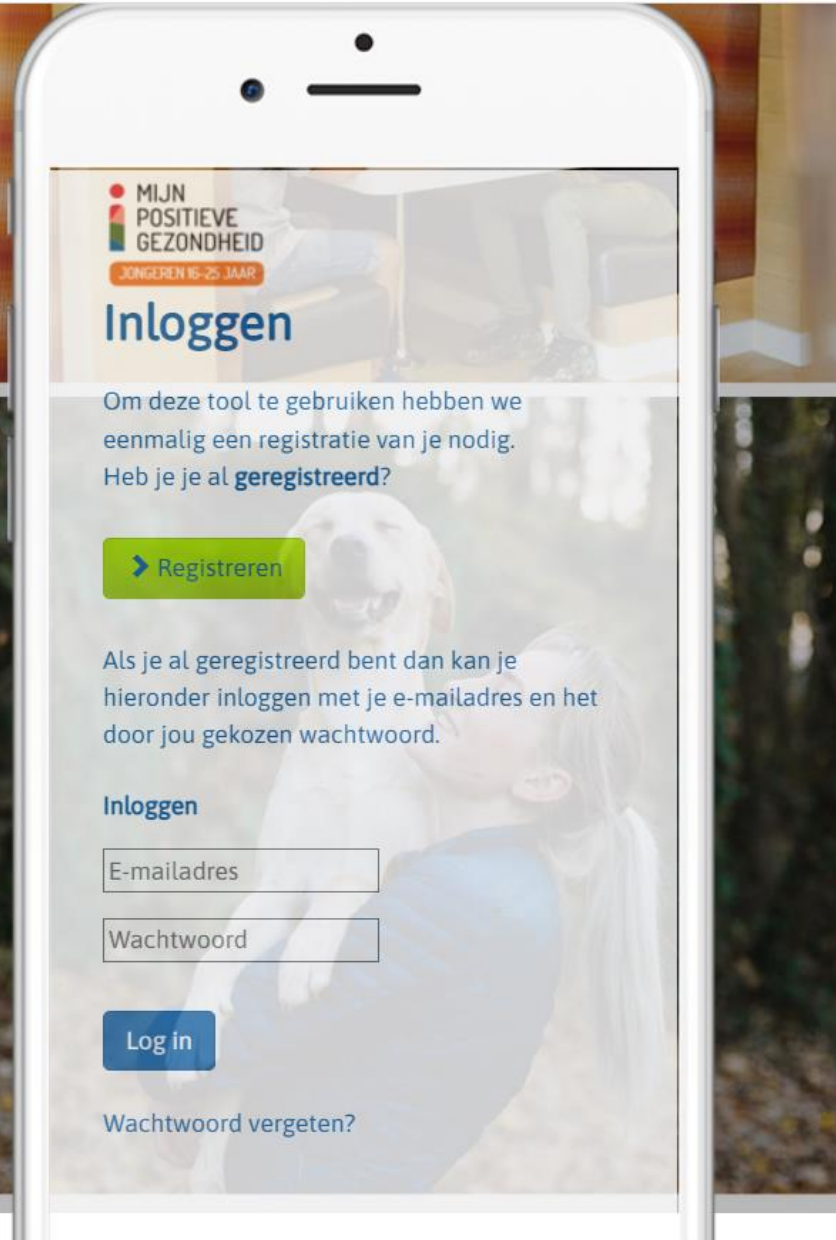 MIJN
POSITIEVE
GEZONDHEID
JONGEREN 16-25 JAAR
Inloggen
Om deze tool te gebruiken hebben we
eenmalig een registratie van je nodig.
Heb je je al geregistreerd?
Registreren
Als je al geregistreerd bent dan kan je
hieronder inloggen met je e-mailadres en het
door jou gekozen wachtwoord.
Inloggen
E-mailadres
Wachtwoord
Log in
Wachtwoord vergeten?